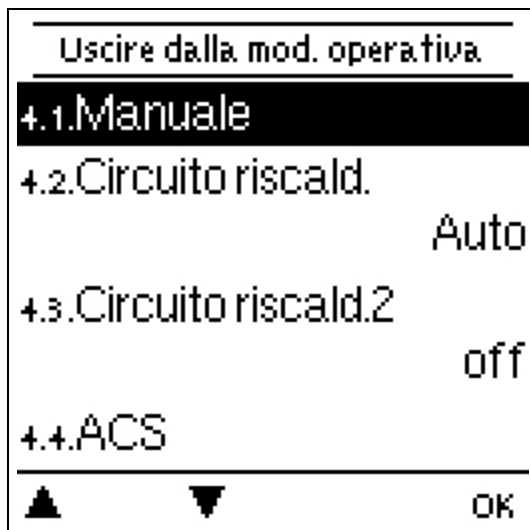 Uscire dalla mod. operativa
4.1.Manuale
4.2.Circuito riscald.
Auto
4.3.Circuito riscald.2
off
4.4.ACS
▲ ▼ OK